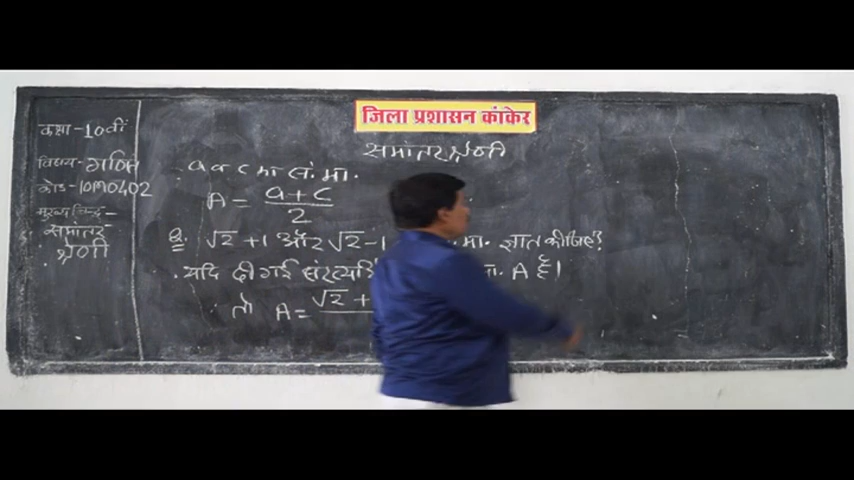 जिला प्रशासन कांकेर
समांतर श्रेणी
कक्षा-10वीं
विषय-गणित
कोड-10M0402
मुख्य बिन्दु-
समांतर
श्रेणी
a व c का स. मा.
A = a+c
2
Q. √2 +1 और √2-1 मा. ज्ञात कीजिए?
यदि दी गई मा. A है।
तो A= √2 +